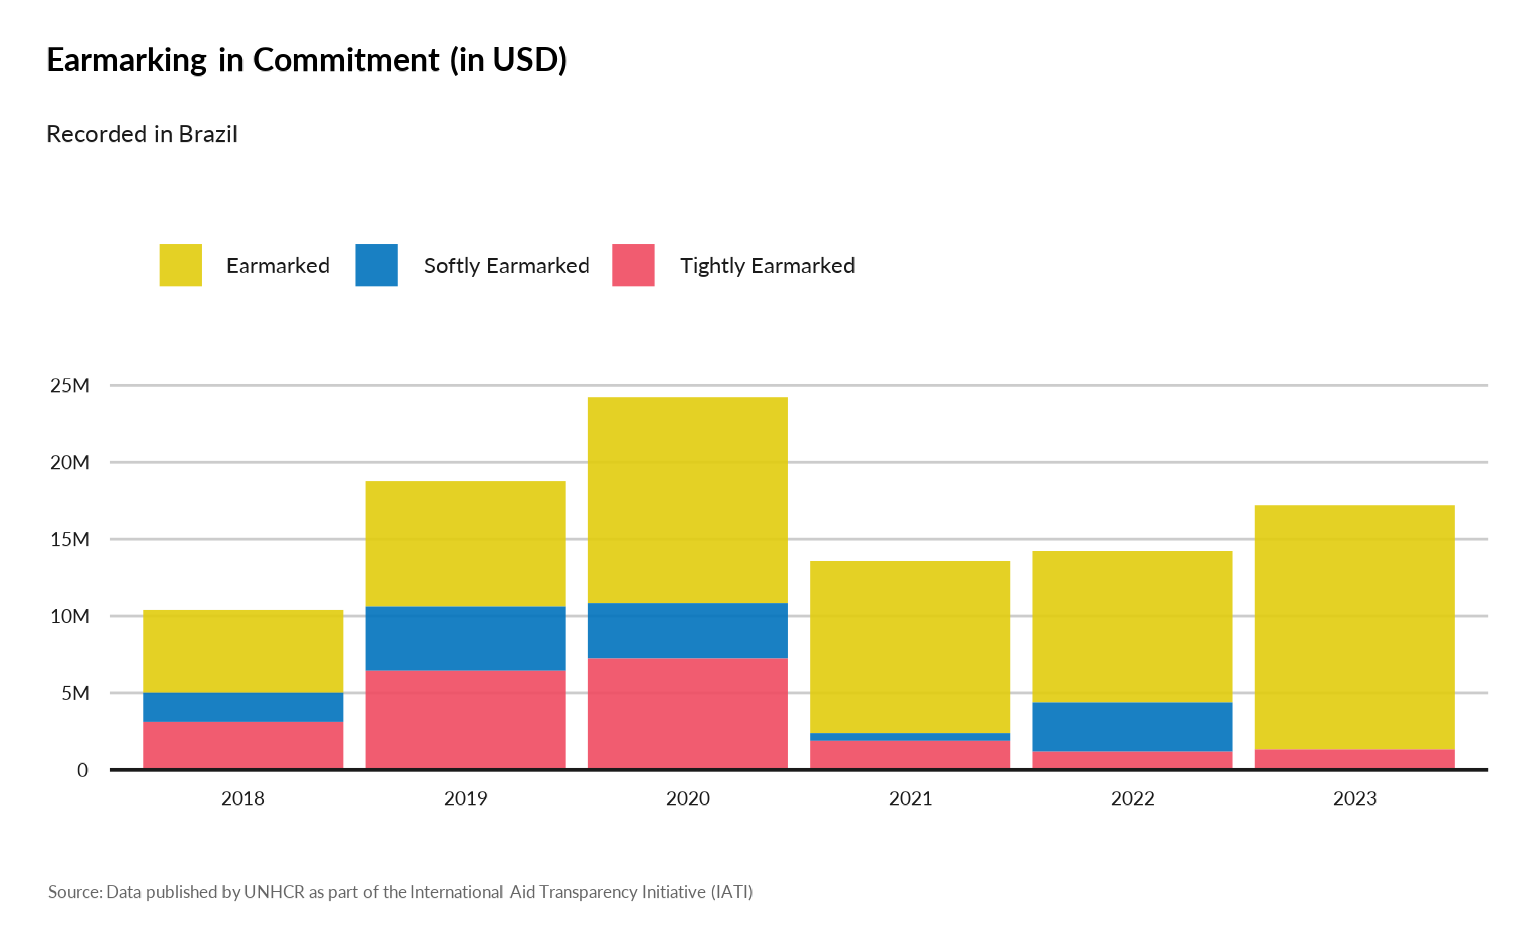 Earmarking in Commitment (in USD)
Recorded in Brazil
Earmarked Softly Earmarked Tightly Earmarked
25M
20M
15M
10M
5M
0
2018 2019 2020 2021 2022 2023
Source: Data published by UNHCR as part of the International Aid Transparency Initiative (IATI)